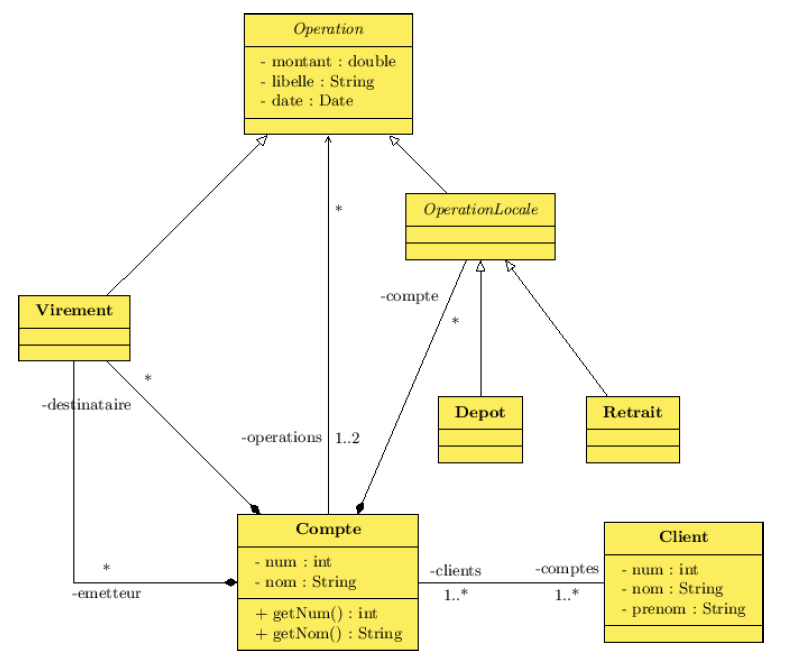 Operation
- montant : double
- libelle : String
- date : Date
*
OperationLocale
-compte
*
Virement
*
-destinataire
Depot
Retrait
-operations
1..2
Compte
- num : int
- nom : String
+ getNum() : int
+ getNom() : String
*
-emetteur
-clients
1..*
-comptes
1..*
Client
- num : int
- nom : String
- prenom : String